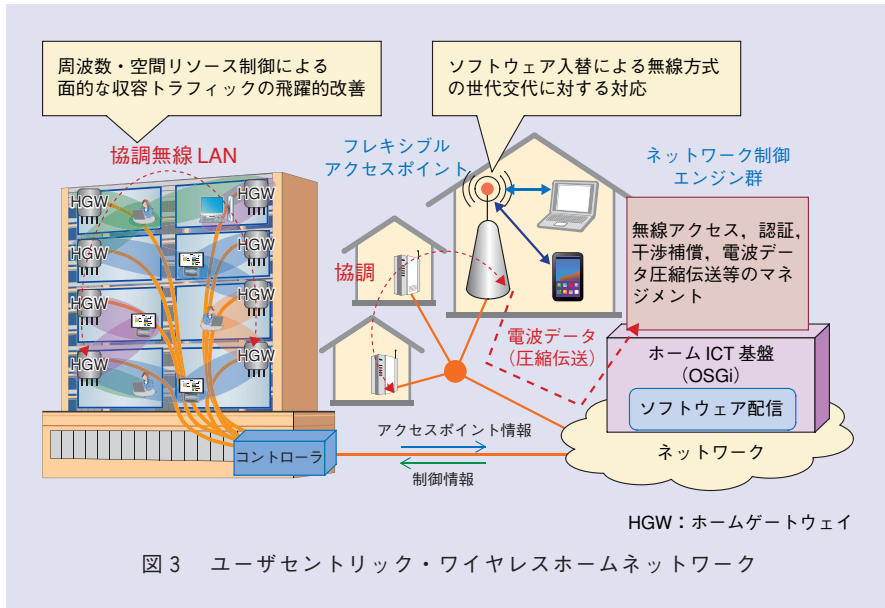 周波数・空間リソース制御による
面的な収容トラフィックの飛躍的改善
ソフトウェア入替による無線方式
の世代交代に対する対応
協調無線 LAN
フレキシブル
アクセスポイント
ネットワーク制御
エンジン群
HGW
HGW
HGW
HGW
HGW
HGW
HGW
HGW
協調
無線アクセス，認証，
干渉補償，電波デー
タ圧縮伝送等のマネ
ジメント
電波データ
（圧縮伝送）
ホーム ICT 基盤
（OSGi）
ソフトウェア配信
ネットワーク
コントローラ
アクセスポイント情報
制御情報
HGW：ホームゲートウェイ
図 3　ユーザセントリック・ワイヤレスホームネットワーク